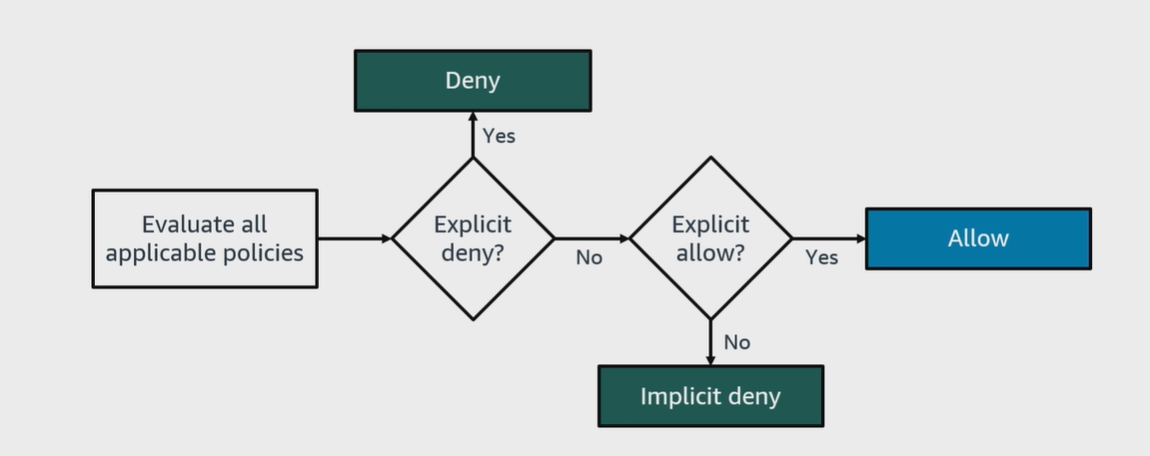 Deny
Yes
Evaluate all
applicable policies
Explicit
deny?
No
Explicit
allow?
Yes
Allow
No
Implicit deny